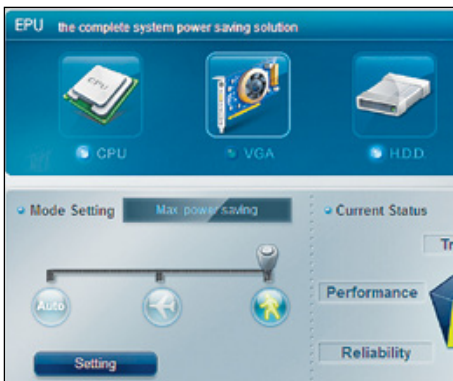 EPU the complete system power saving solution
CPU
CPU
VGA
H.D.D.
Mode Setting
Max. power saving
Current Status
Auto
Performance
Setting
Reliability